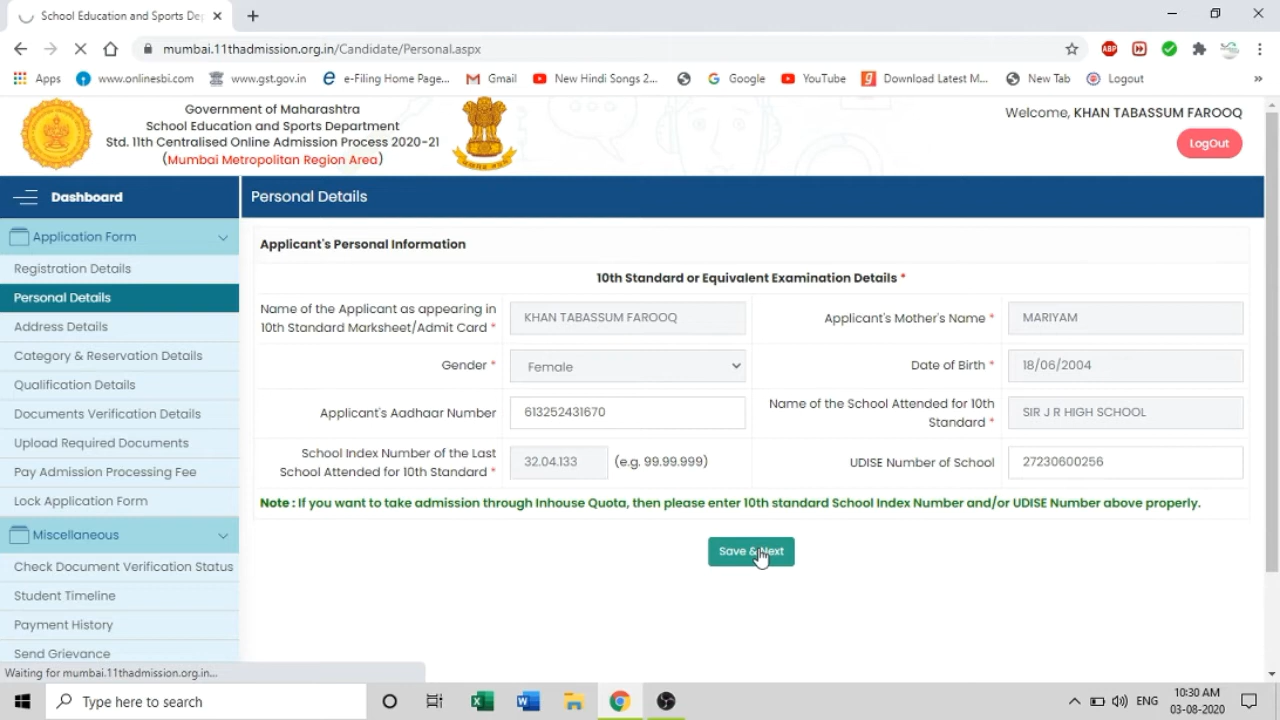 School Education and Sports De
mumbai.11thadmission.org.in/Candidate/Personal.aspx
ABP
Apps
www.onlinesbi.com
www.gst.gov.in
e-Filing Home Page...
Gmail
New Hindi Songs 2...
Google
YouTube
Download Latest M...
New Tab
Logout
»
Government of Maharashtra
School Education and Sports Department
Std. 11th Centralised Online Admission Process 2020-21
(Mumbai Metropolitan Region Area)
Welcome, KHAN TABASSUM FAROOQ
LogOut
Dashboard
Personal Details
Application Form
Registration Details
Personal Details
Address Details
Category & Reservation Details
Qualification Details
Documents Verification Details
Upload Required Documents
Pay Admission Processing Fee
Lock Application Form
Miscellaneous
Check Document Verification Status
Student Timeline
Payment History
Send Grievance
Applicant's Personal Information
10th Standard or Equivalent Examination Details *
Name of the Applicant as appearing in
10th Standard Marksheet/Admit Card *
KHAN TABASSUM FAROOQ
Applicant's Mother's Name *
MARIYAM
Gender *
Female
Date of Birth *
18/06/2004
Applicant's Aadhaar Number
613252431670
Name of the School Attended for 10th
Standard *
SIR J R HIGH SCHOOL
School Index Number of the Last
School Attended for 10th Standard *
32.04.133
(e.g. 99.99.999)
UDISE Number of School
27230600256
Note : If you want to take admission through Inhouse Quota, then please enter 10th standard School Index Number and/or UDISE Number above properly.
Save & Next
Waiting for mumbai.11thadmission.org.in...
Type here to search
ENG
10:30 AM
03-08-2020